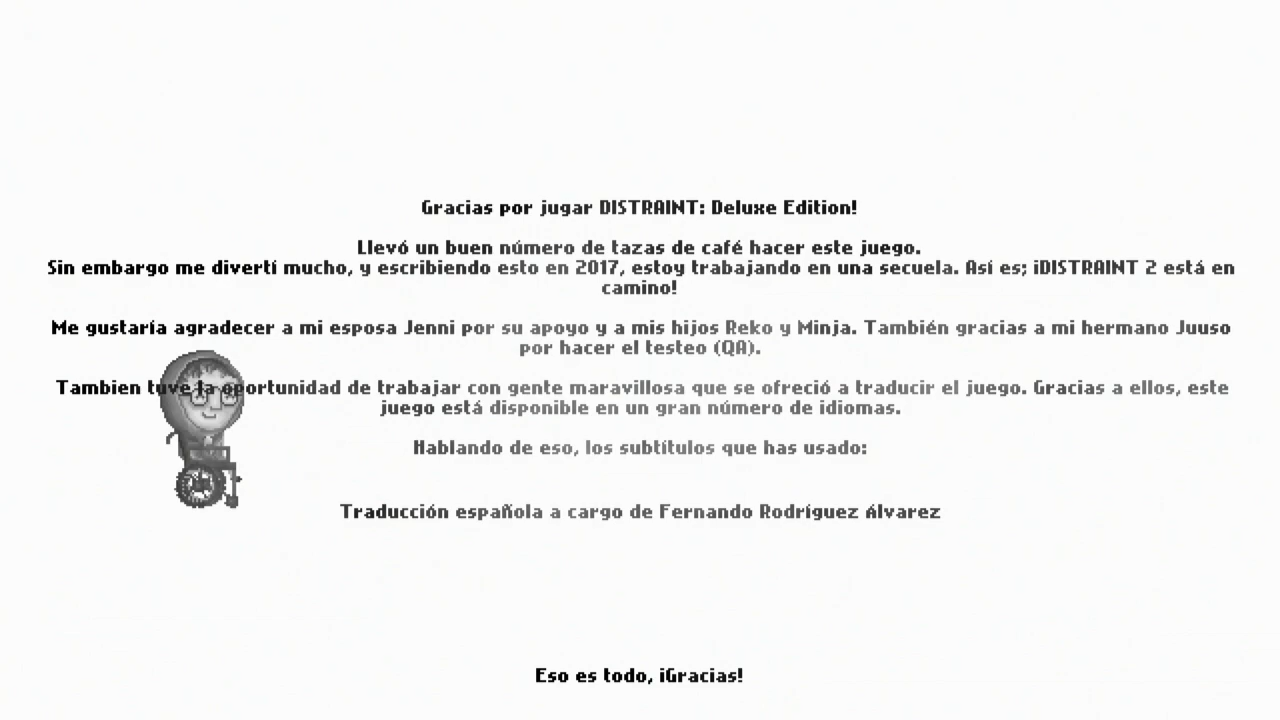 Gracias por jugar DISTRAINT: Deluxe Edition!
Llevó un buen número de tazas de café hacer este juego.
Sin embargo me divertí mucho, y escribiendo esto en 2017, estoy trabajando en una secuela. Así es; ¡DISTRAINT 2 está en
camino!
Me gustaría agradecer a mi esposa Jenni por su apoyo y a mis hijos Reko y Minja. También gracias a mi hermano Juuso
por hacer el testeo (QA).
Tambien tuve la oportunidad de trabajar con gente maravillosa que se ofreció a traducir el juego. Gracias a ellos, este
juego está disponible en un gran número de idiomas.
Hablando de eso, los subtítulos que has usado:
Traducción española a cargo de Fernando Rodríguez Álvarez
Eso es todo, ¡Gracias!